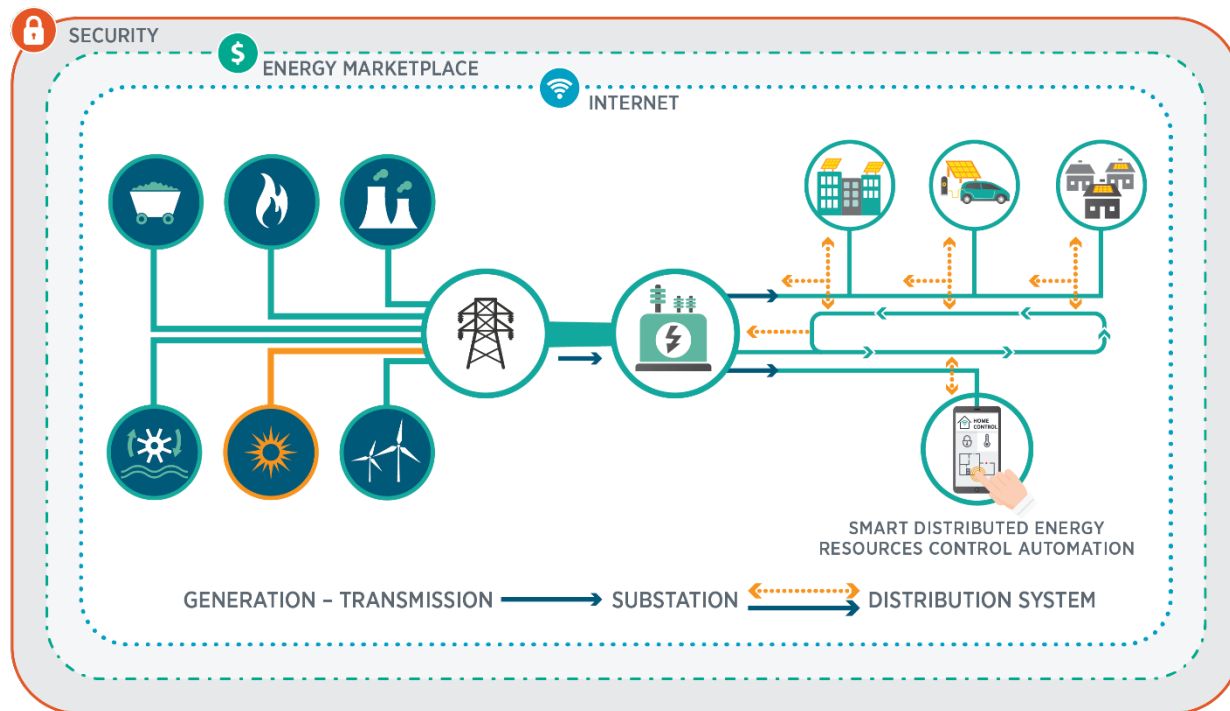 SECURITY
$
ENERGY MARKETPLACE
INTERNET
HOME
CONTROL
SMART DISTRIBUTED ENERGY
RESOURCES CONTROL AUTOMATION
GENERATION – TRANSMISSION SUBSTATION DISTRIBUTION SYSTEM